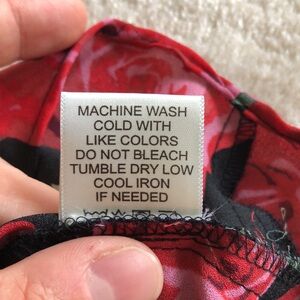 MACHINE WASH
COLD WITH
LIKE COLORS
DO NOT BLEACH
TUMBLE DRY LOW
COOL IRON
IF NEEDED